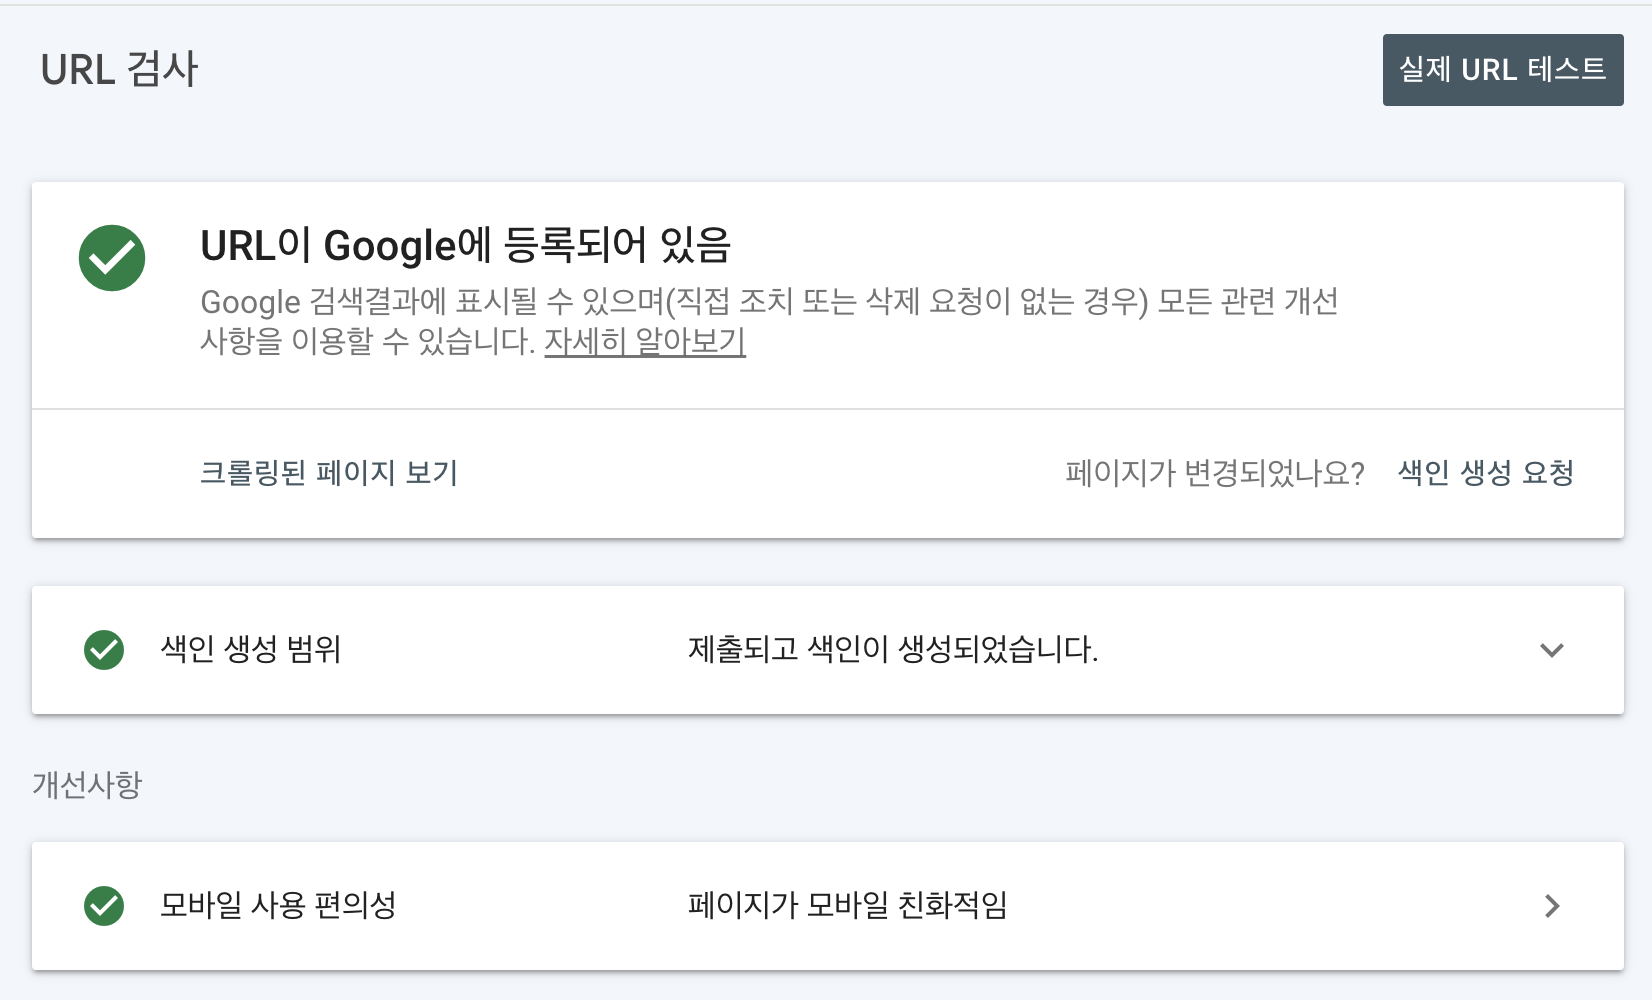 URL 검사
실제 URL 테스트
URL이 Google에 등록되어 있음
Google 검색결과에 표시될 수 있으며(직접 조치 또는 삭제 요청이 없는 경우) 모든 관련 개선
사항을 이용할 수 있습니다. 자세히 알아보기
크롤링된 페이지 보기
페이지가 변경되었나요? 색인 생성 요청
색인 생성 범위
제출되고 색인이 생성되었습니다.
개선사항
모바일 사용 편의성
페이지가 모바일 친화적임